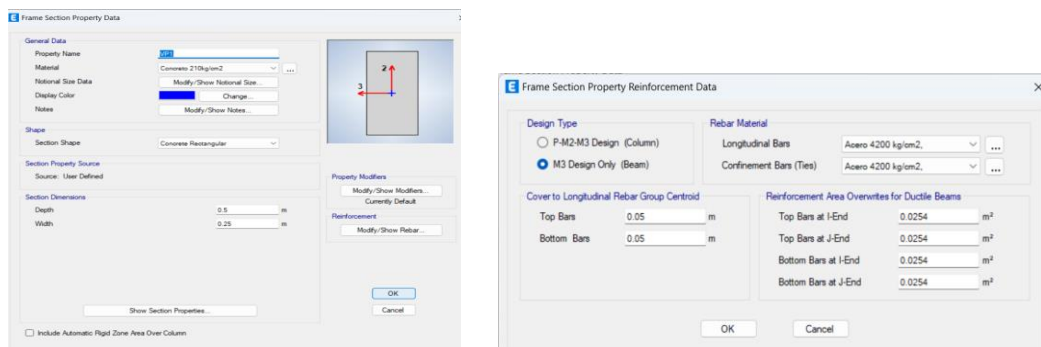 Frame Section Property Data
General Data
Property Name VP1
Material Concreto 210kg/cm2 ...
Notional Size Data Modify/Show Notional Size...
Display Color Change...
Notes Modify/Show Notes...
Shape
Section Shape Concrete Rectangular
Section Property Source
Source: User Defined
Section Dimensions
Depth 0.5 m
Width 0.25 m
Show Section Properties...
Include Automatic Rigid Zone Area Over Column
2
3
Property Modifiers
Modify/Show Modifiers...
Currently Default
Reinforcement
Modify/Show Rebar...
OK
Cancel
Frame Section Property Reinforcement Data
Design Type
P-M2-M3 Design (Column)
M3 Design Only (Beam)
Rebar Material
Longitudinal Bars Acero 4200 kg/cm2, ...
Confinement Bars (Ties) Acero 4200 kg/cm2, ...
Cover to Longitudinal Rebar Group Centroid
Top Bars 0.05 m
Bottom Bars 0.05 m
Reinforcement Area Overwrites for Ductile Beams
Top Bars at I-End 0.0254 m²
Top Bars at J-End 0.0254 m²
Bottom Bars at I-End 0.0254 m²
Bottom Bars at J-End 0.0254 m²
OK Cancel